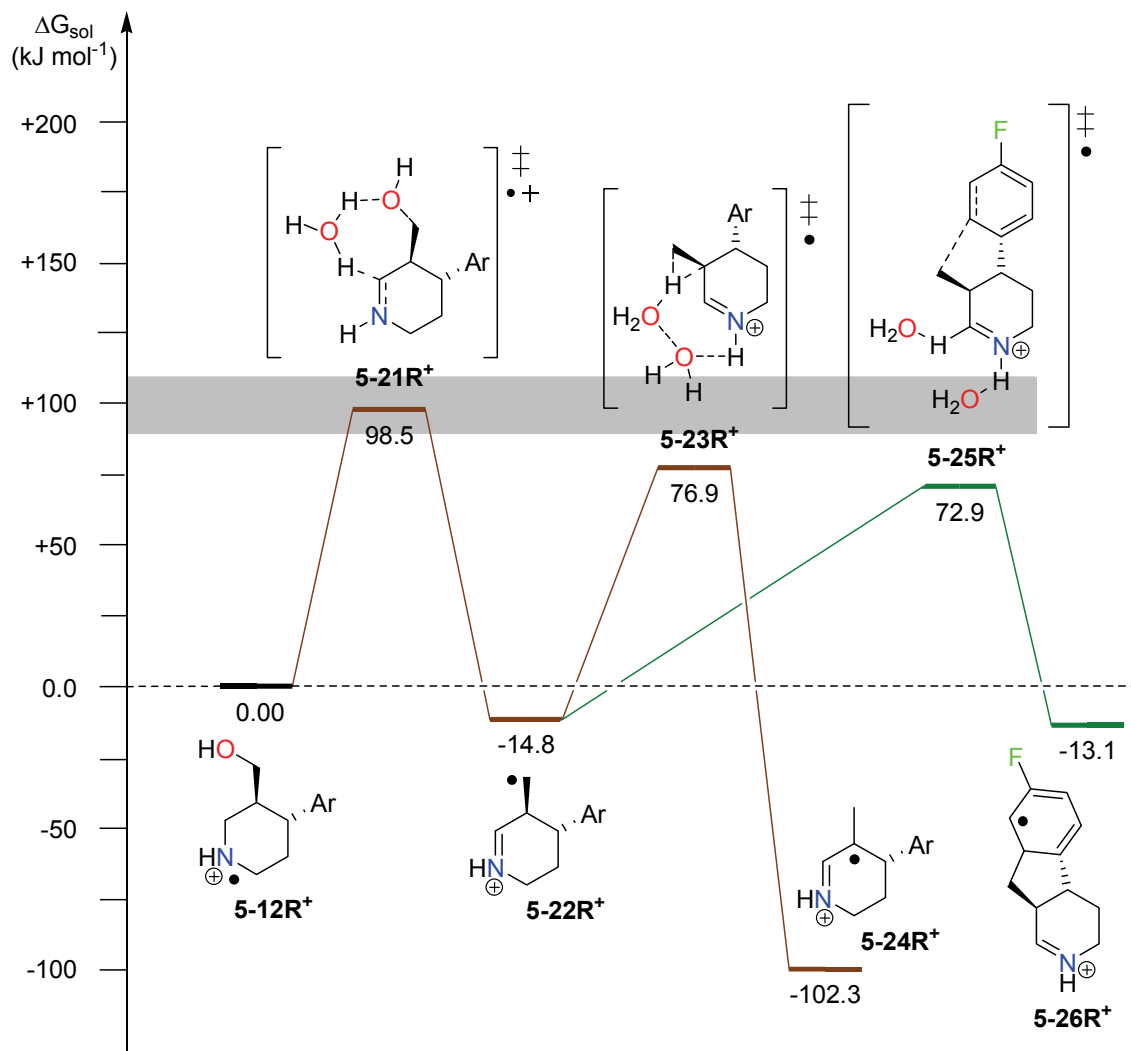 ΔG_sol
(kJ mol⁻¹)
+200
+150
+100
+50
0.0
-50
-100
H
H
O
‡
•+
H
O
H
Ar
N
H
5-21R⁺
98.5
Ar
‡
•
H
H₂O
N
⊕
O
H
H
H
5-23R⁺
76.9
F
‡
•
H₂O
H
N
⊕
H
H₂O
5-25R⁺
72.9
0.00
HO
Ar
HN
⊕
•
5-12R⁺
-14.8
•
Ar
HN
⊕
5-22R⁺
•
Ar
HN
⊕
5-24R⁺
-102.3
-13.1
F
•
N
⊕
H
5-26R⁺